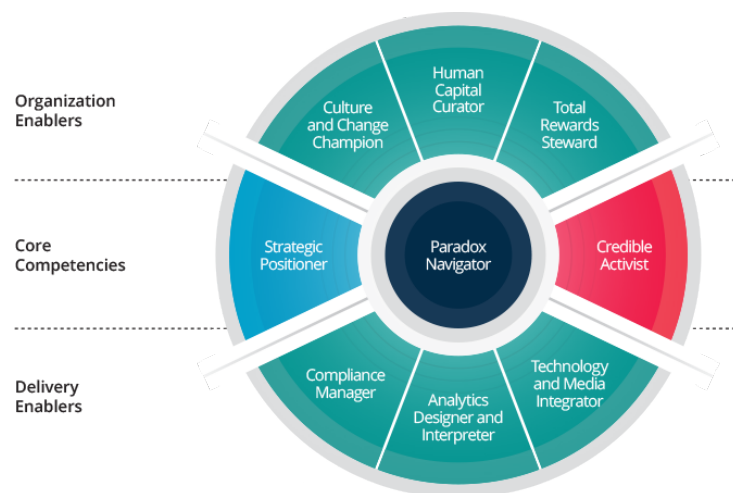 Organization
Enablers
Culture
and Change
Champion
Human
Capital
Curator
Total
Rewards
Steward
Core
Competencies
Strategic
Positioner
Paradox
Navigator
Credible
Activist
Delivery
Enablers
Compliance
Manager
Analytics
Designer and
Interpreter
Technology
and Media
Integrator